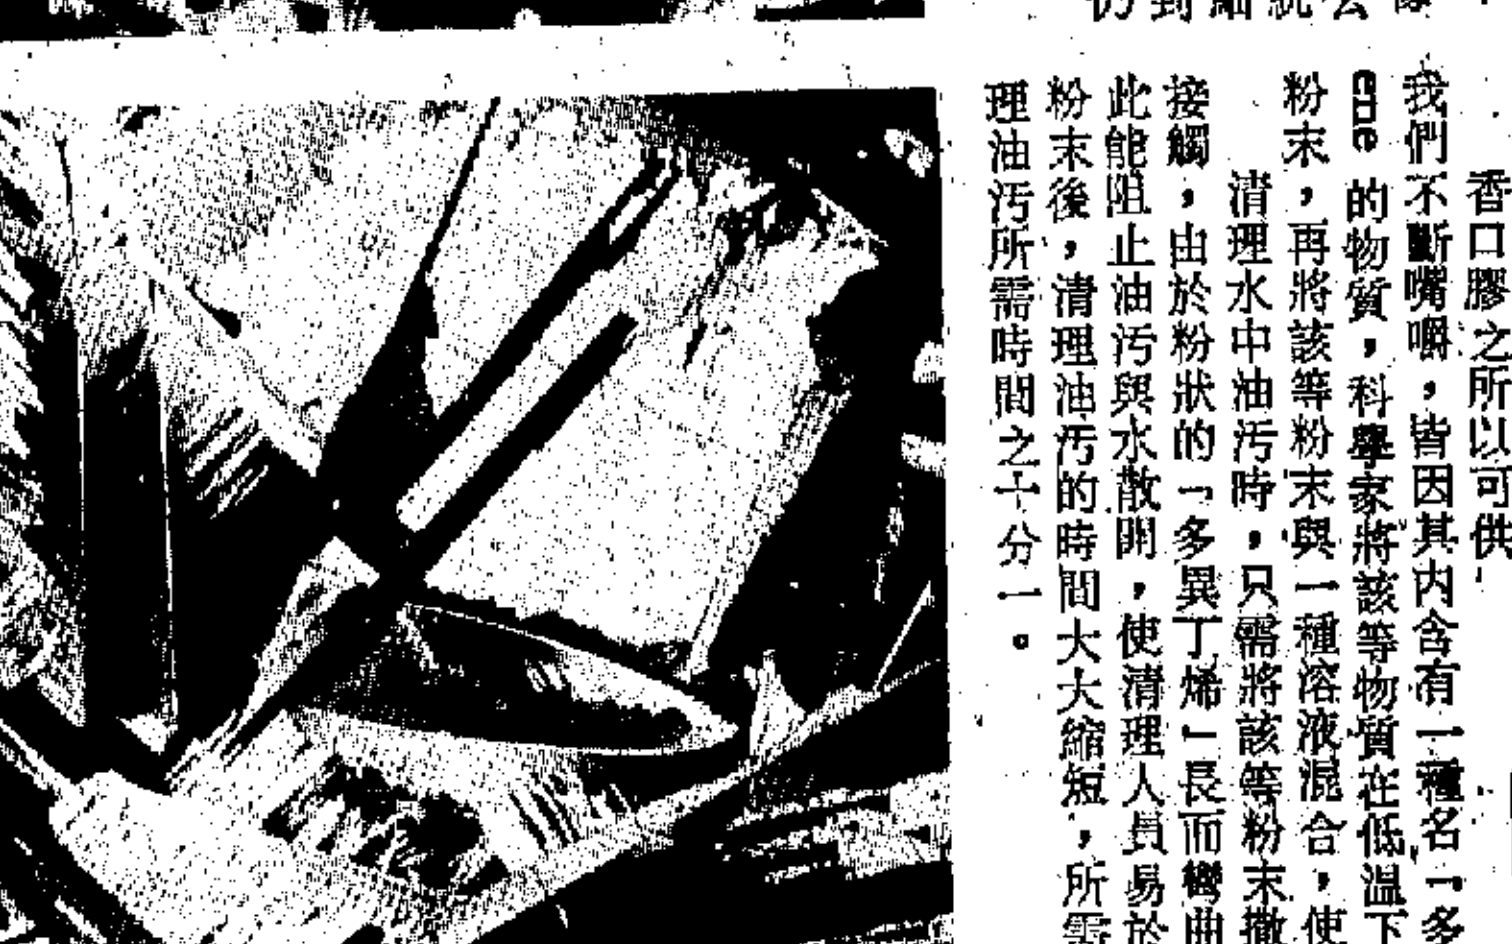 香口膠之所以可供
我們不斷嘴嚼，皆因其內含有一種名「多
ene 的物質，科學家將該等物質在低溫下
粉末，再將該等粉末與一種溶液混合，使
清理水中油污時，只需將該等粉末撒
接觸，由於粉狀的「多異丁烯」長而彎曲
此能阻止油污與水散開，使清理人員易於
粉末後，清理油污的時間大大縮短，所需
理油污所需時間之十分一。